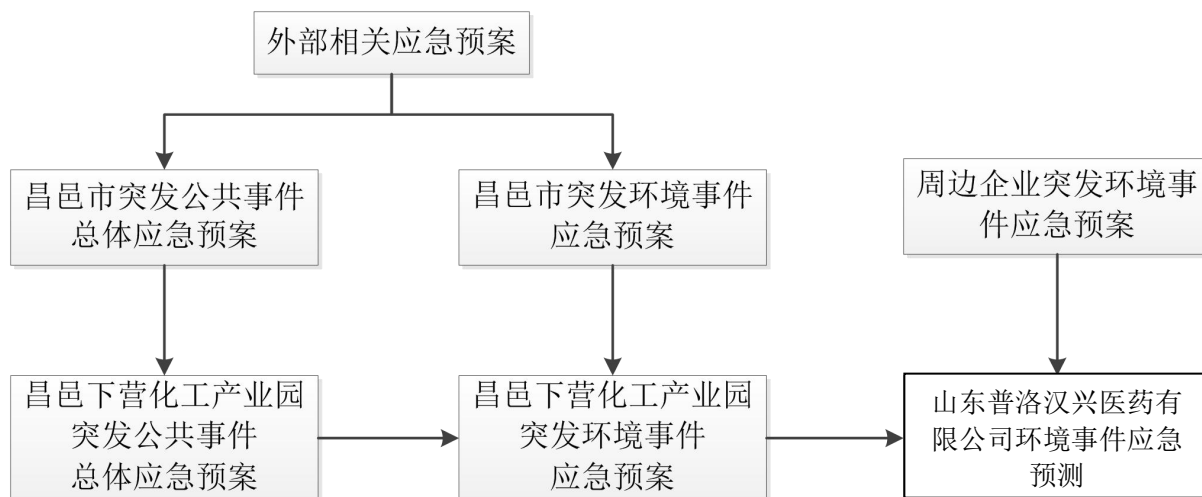 外部相关应急预案
昌邑市突发公共事件
总体应急预案
昌邑市突发环境事件
应急预案
周边企业突发环境事
件应急预案
昌邑下营化工产业园
突发公共事件
总体应急预案
昌邑下营化工产业园
突发环境事件
应急预案
山东普洛汉兴医药有
限公司环境事件应急
预测